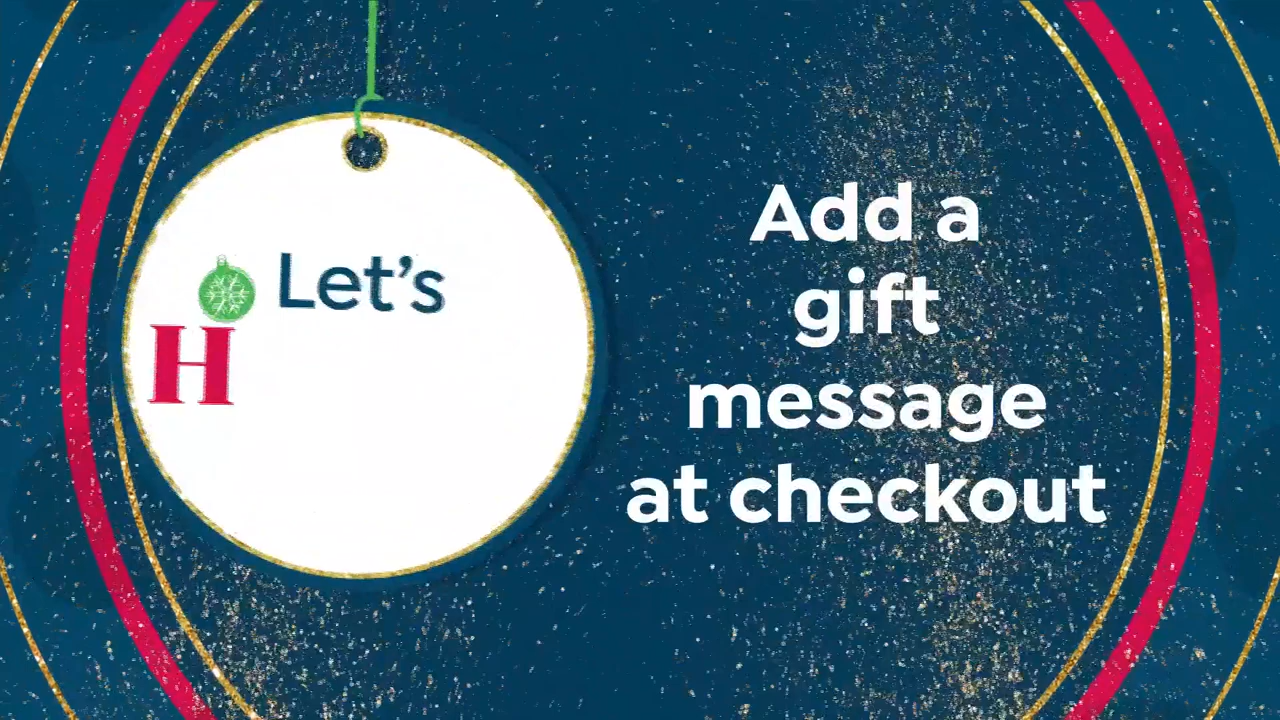 Let's
H
Add a
gift
message
at checkout